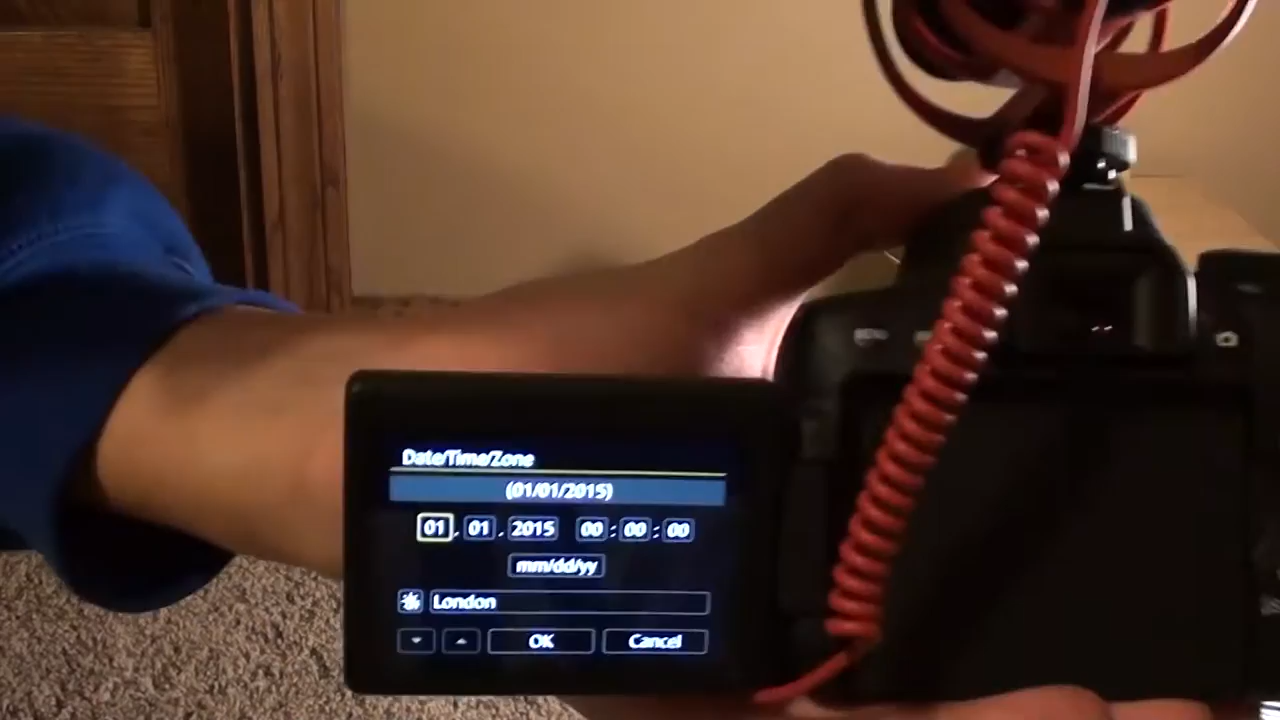 Date/Time/Zone
(01/01/2015)
01 . 01 . 2015 00 : 00 : 00
mm/dd/yy
London
OK Cancel